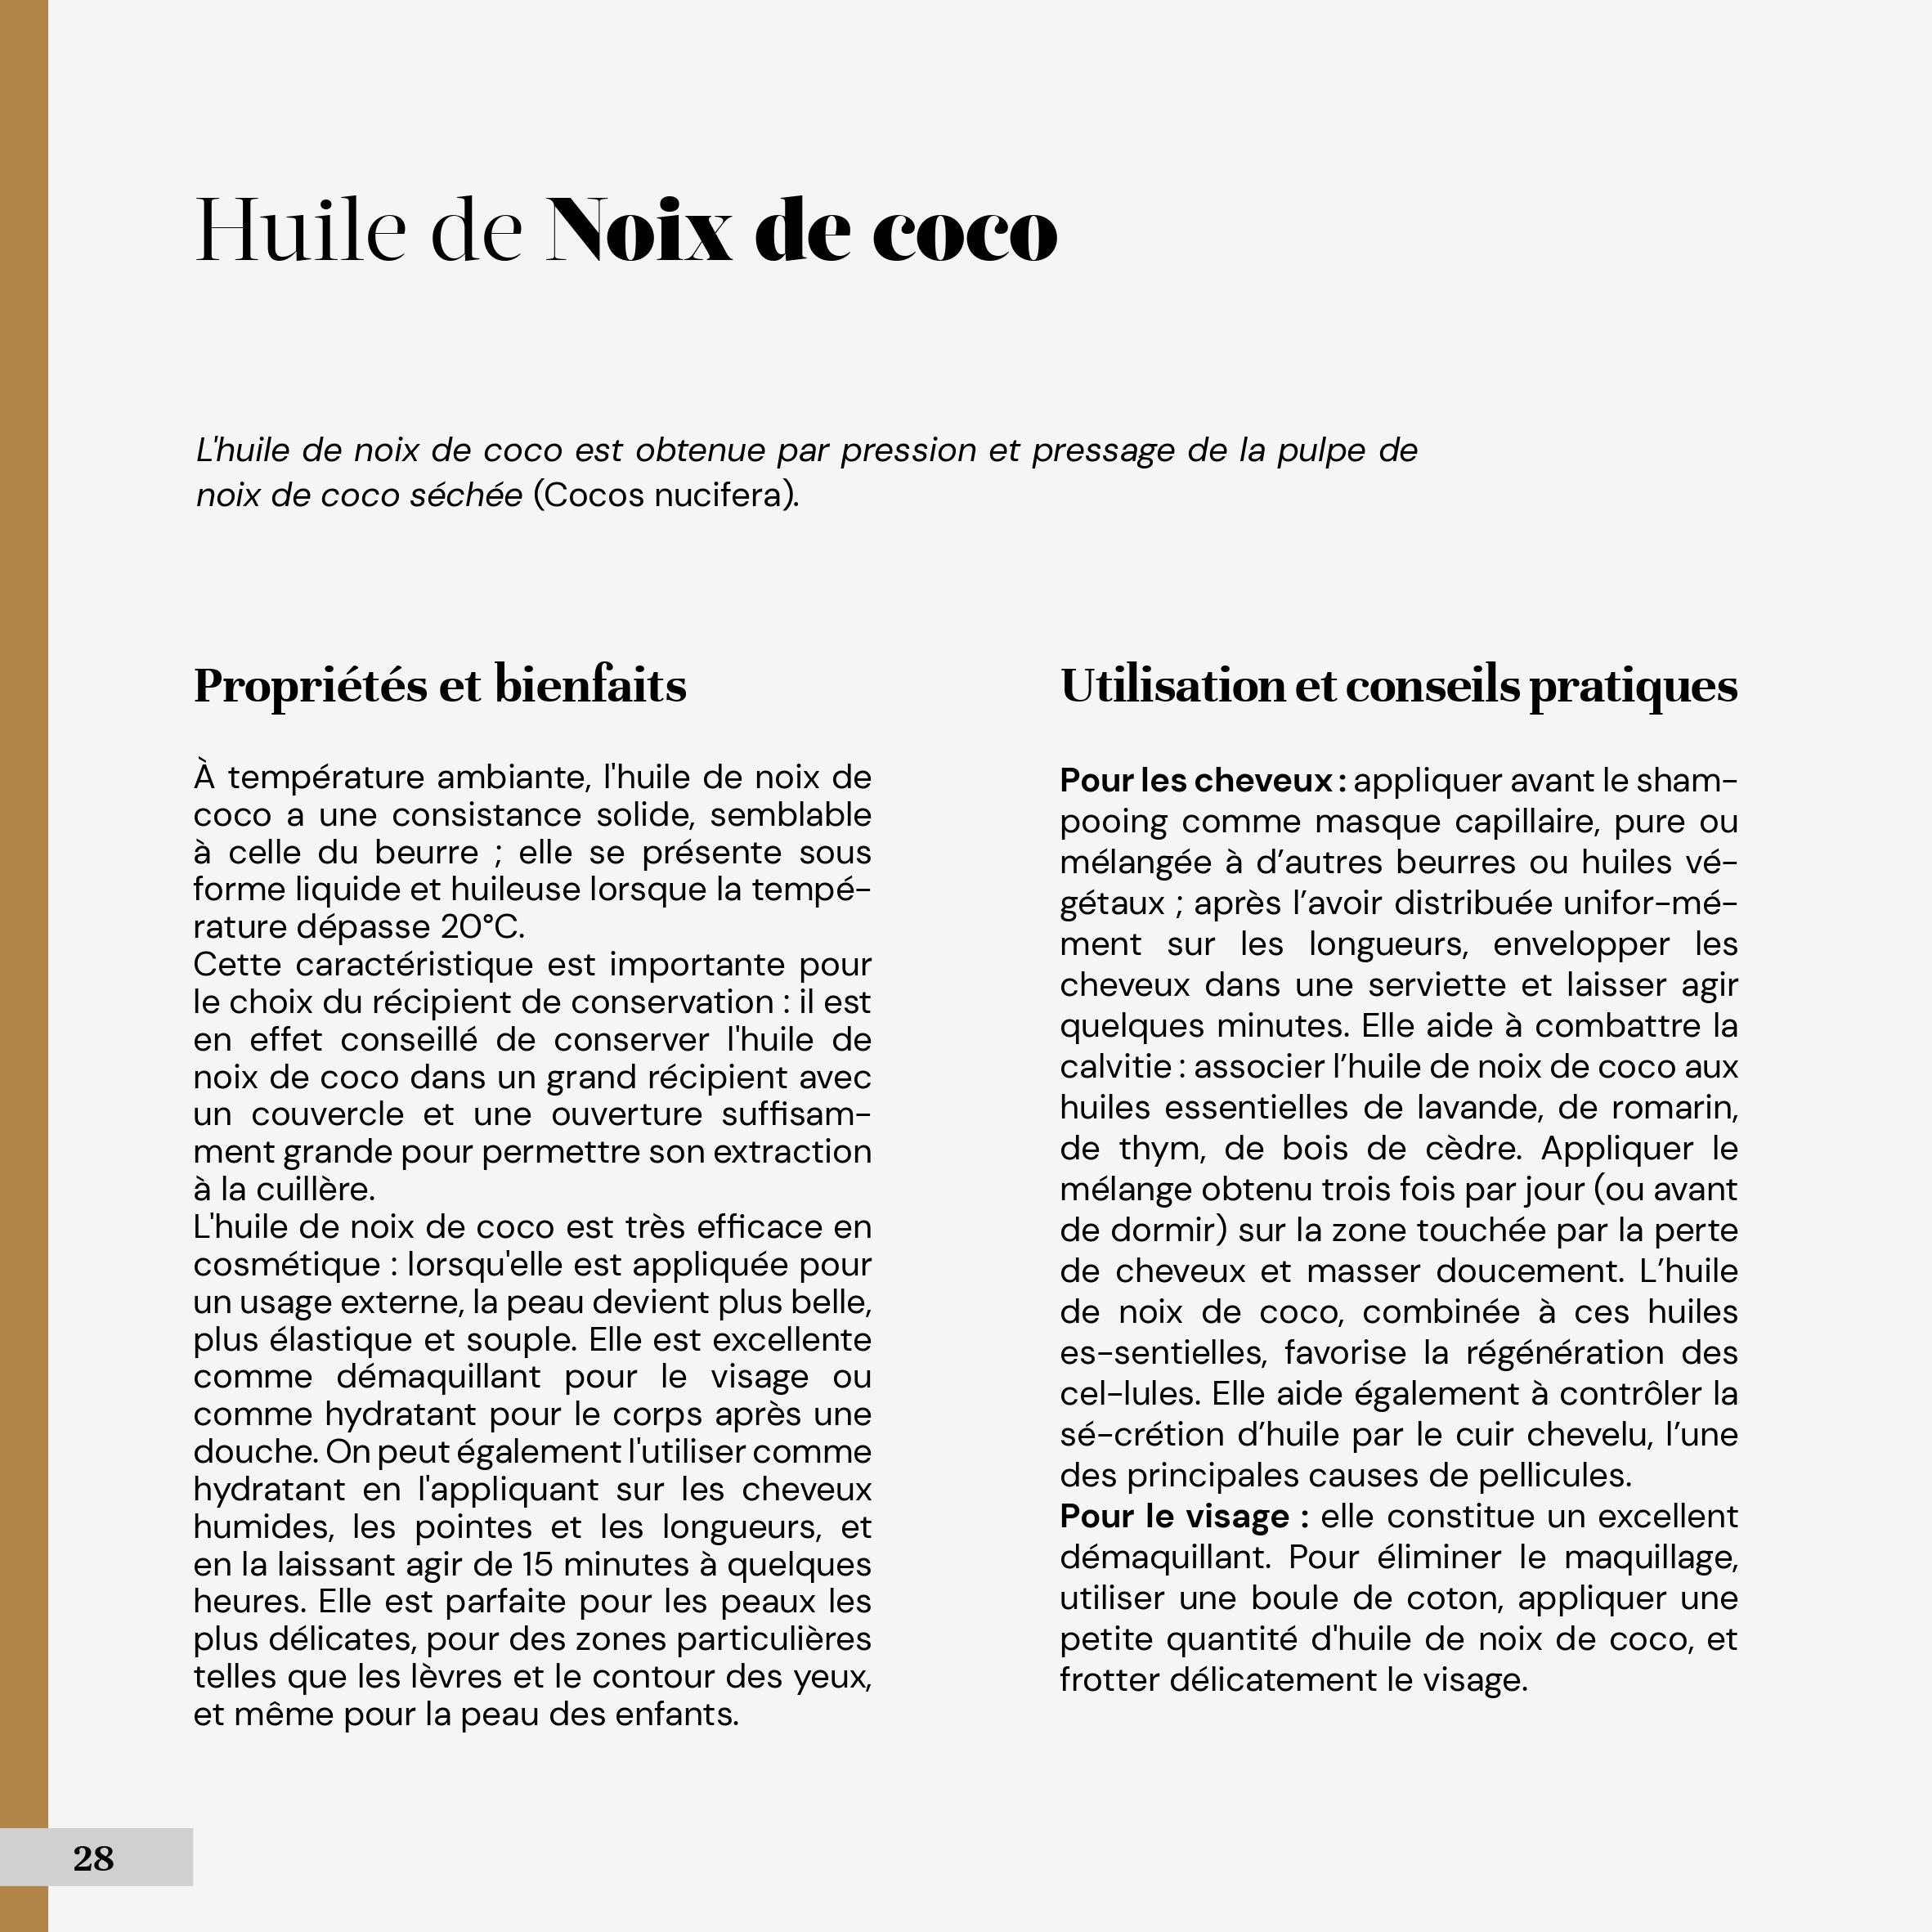 Huile de Noix de coco
L'huile de noix de coco est obtenue par pression et pressage de la pulpe de
noix de coco séchée (Cocos nucifera).
Propriétés et bienfaits
À température ambiante, l'huile de noix de
coco a une consistance solide, semblable
à celle du beurre ; elle se présente sous
forme liquide et huileuse lorsque la tempé-
rature dépasse 20°C.
Cette caractéristique est importante pour
le choix du récipient de conservation : il est
en effet conseillé de conserver l'huile de
noix de coco dans un grand récipient avec
un couvercle et une ouverture suffisam-
ment grande pour permettre son extraction
à la cuillère.
L'huile de noix de coco est très efficace en
cosmétique : lorsqu'elle est appliquée pour
un usage externe, la peau devient plus belle,
plus élastique et souple. Elle est excellente
comme démaquillant pour le visage ou
comme hydratant pour le corps après une
douche. On peut également l'utiliser comme
hydratant en l'appliquant sur les cheveux
humides, les pointes et les longueurs, et
en la laissant agir de 15 minutes à quelques
heures. Elle est parfaite pour les peaux les
plus délicates, pour des zones particulières
telles que les lèvres et le contour des yeux,
et même pour la peau des enfants.
Utilisation et conseils pratiques
Pour les cheveux : appliquer avant le sham-
pooing comme masque capillaire, pure ou
mélangée à d’autres beurres ou huiles vé-
gétaux ; après l’avoir distribuée unifor-mé-
ment sur les longueurs, envelopper les
cheveux dans une serviette et laisser agir
quelques minutes. Elle aide à combattre la
calvitie : associer l’huile de noix de coco aux
huiles essentielles de lavande, de romarin,
de thym, de bois de cèdre. Appliquer le
mélange obtenu trois fois par jour (ou avant
de dormir) sur la zone touchée par la perte
de cheveux et masser doucement. L’huile
de noix de coco, combinée à ces huiles
es-sentielles, favorise la régénération des
cel-lules. Elle aide également à contrôler la
sé-crétion d’huile par le cuir chevelu, l’une
des principales causes de pellicules.
Pour le visage : elle constitue un excellent
démaquillant. Pour éliminer le maquillage,
utiliser une boule de coton, appliquer une
petite quantité d'huile de noix de coco, et
frotter délicatement le visage.
28